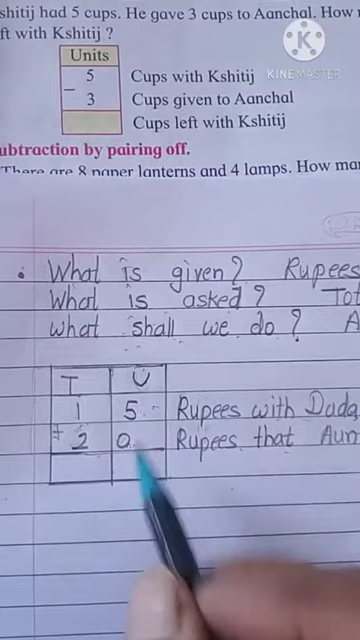 shitij had 5 cups. He gave 3 cups to Aanchal. How
ft with Kshitij ?
Units
5 Cups with Kshitij
KINEMASTER
- 3 Cups given to Aanchal
Cups left with Kshitij
ubtraction by pairing off.
There are 8 paper lanterns and 4 lamps. How
What is given? Rupees
What is asked?
What shall we do?
T U
1 5 Rupees with Dada
+ 2 0 Rupees that